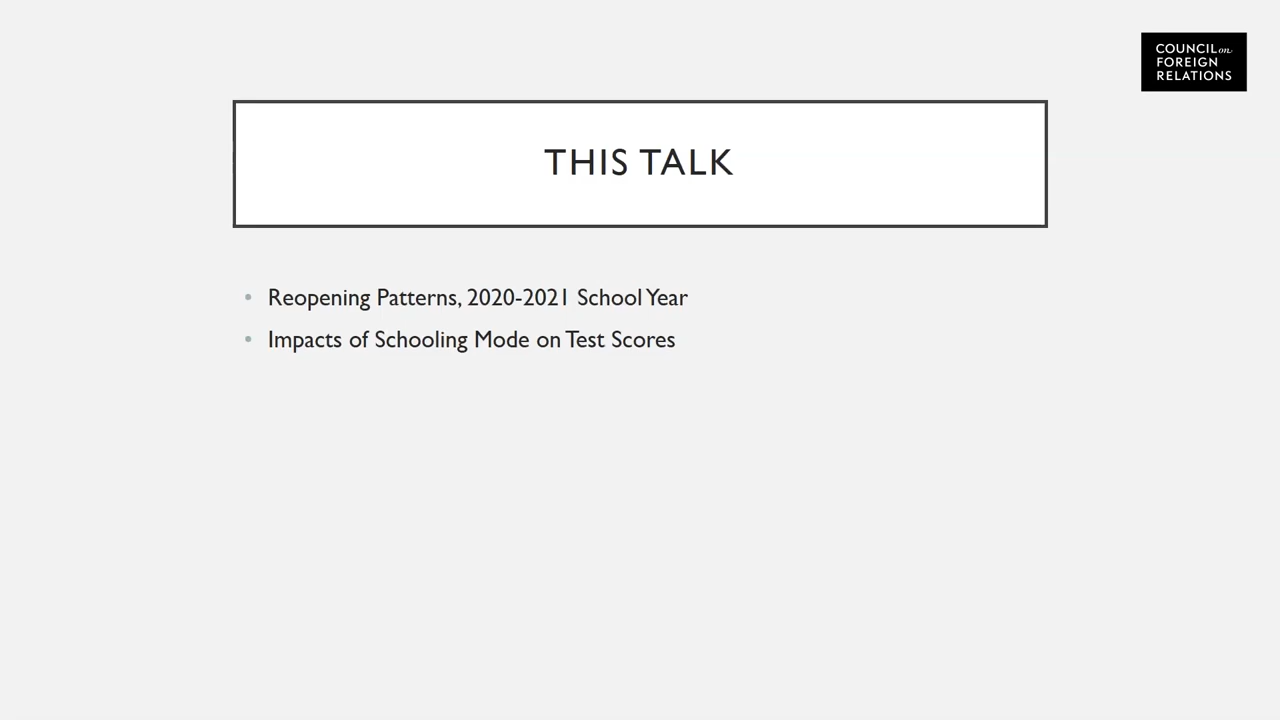 COUNCIL on
FOREIGN
RELATIONS
THIS TALK
• Reopening Patterns, 2020-2021 School Year
• Impacts of Schooling Mode on Test Scores